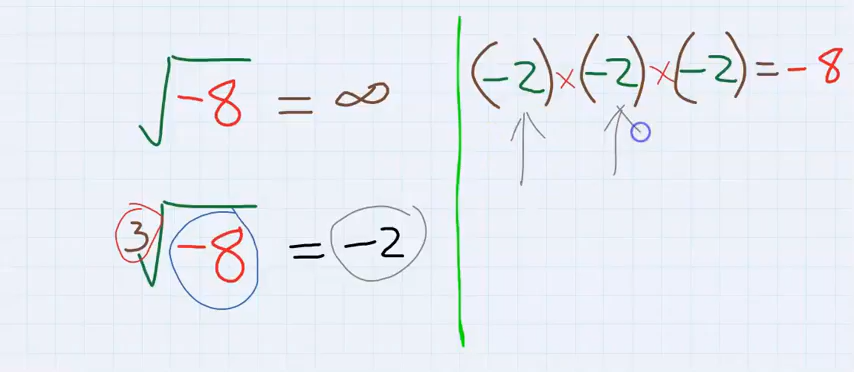 √-8 = ∞
∛-8 = -2
(-2)×(-2)×(-2)=-8